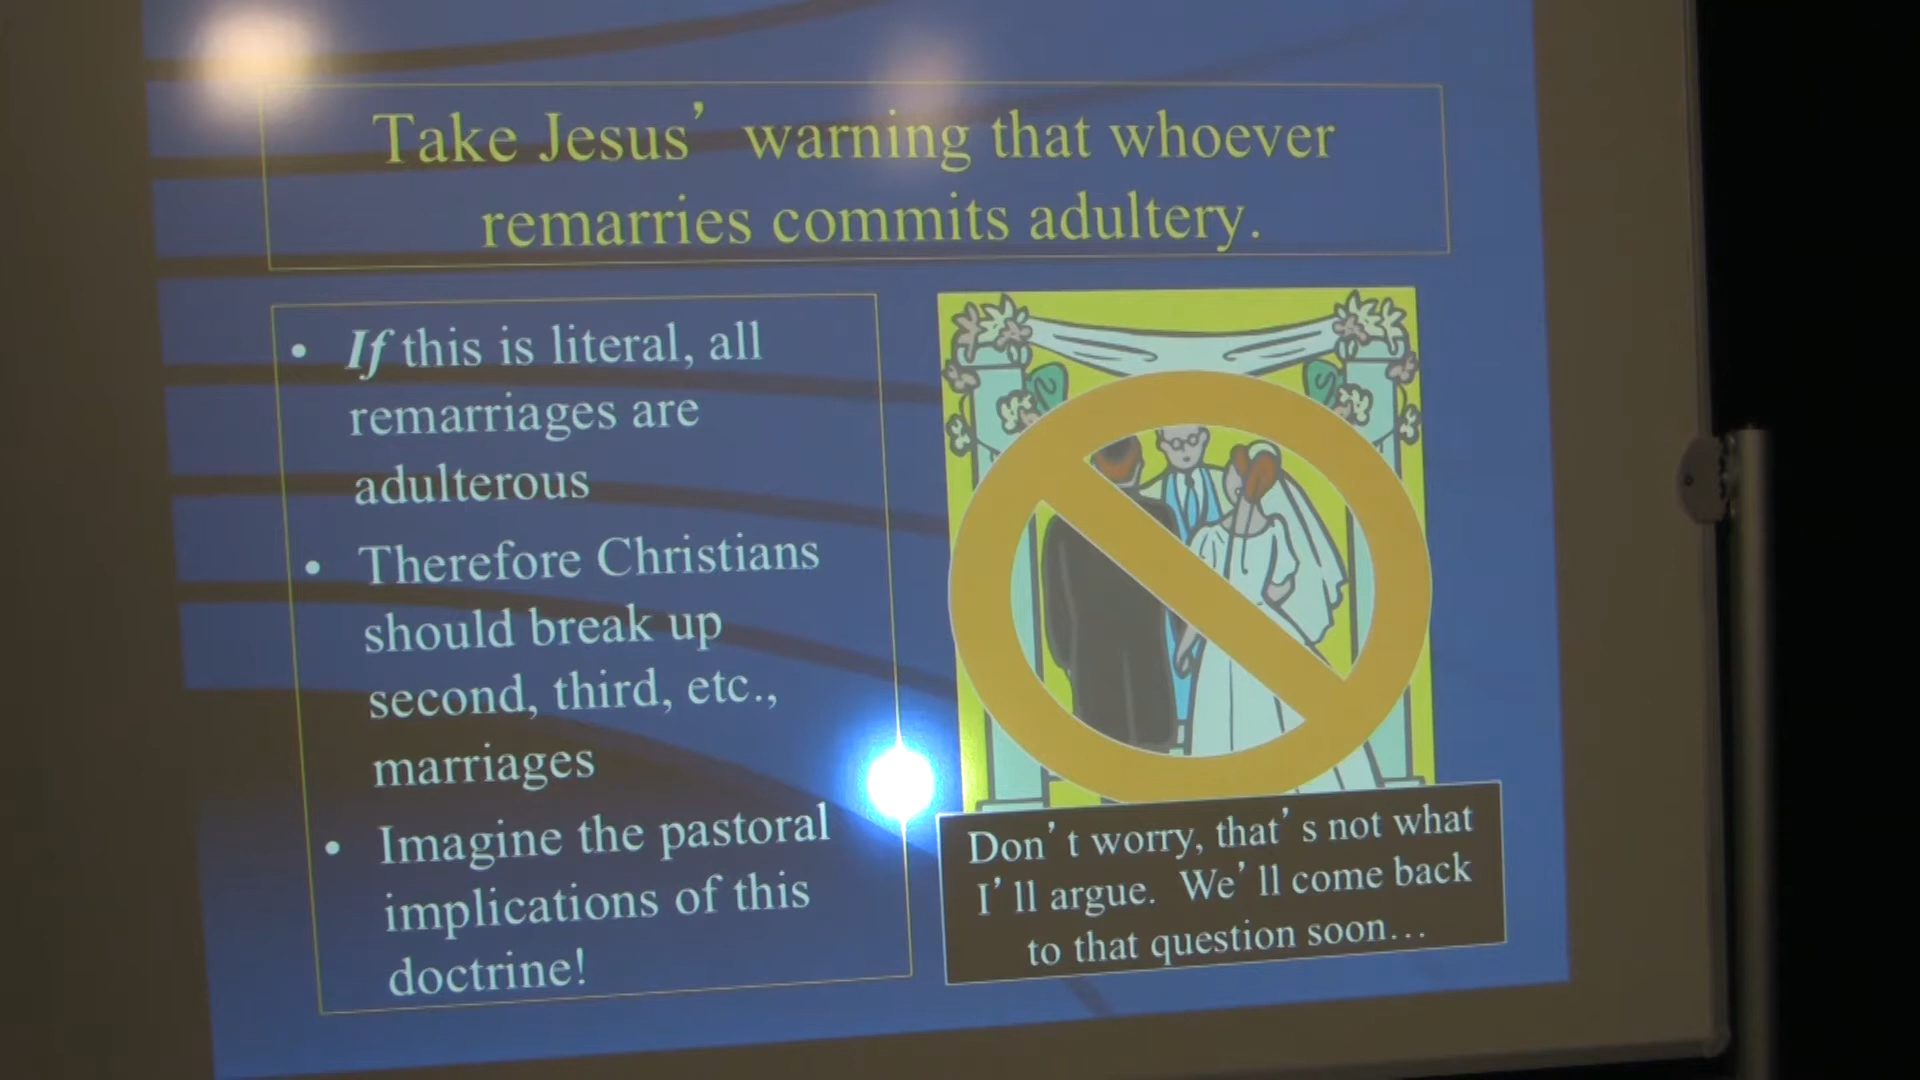 Take Jesus’ warning that whoever
remarries commits adultery.
• If this is literal, all
remarriages are
adulterous
• Therefore Christians
should break up
second, third, etc.,
marriages
• Imagine the pastoral
implications of this
doctrine!
Don’t worry, that’s not what
I’ll argue. We’ll come back
to that question soon…